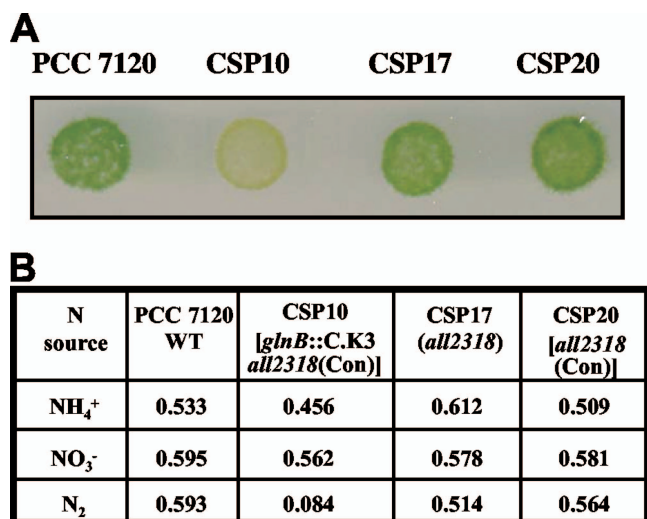 A
PCC 7120 CSP10 CSP17 CSP20
B
N source PCC 7120 WT CSP10 [glnB::C.K3 all2318(Con)] CSP17 (all2318) CSP20 [all2318 (Con)]
NH₄⁺ 0.533 0.456 0.612 0.509
NO₃⁻ 0.595 0.562 0.578 0.581
N₂ 0.593 0.084 0.514 0.564